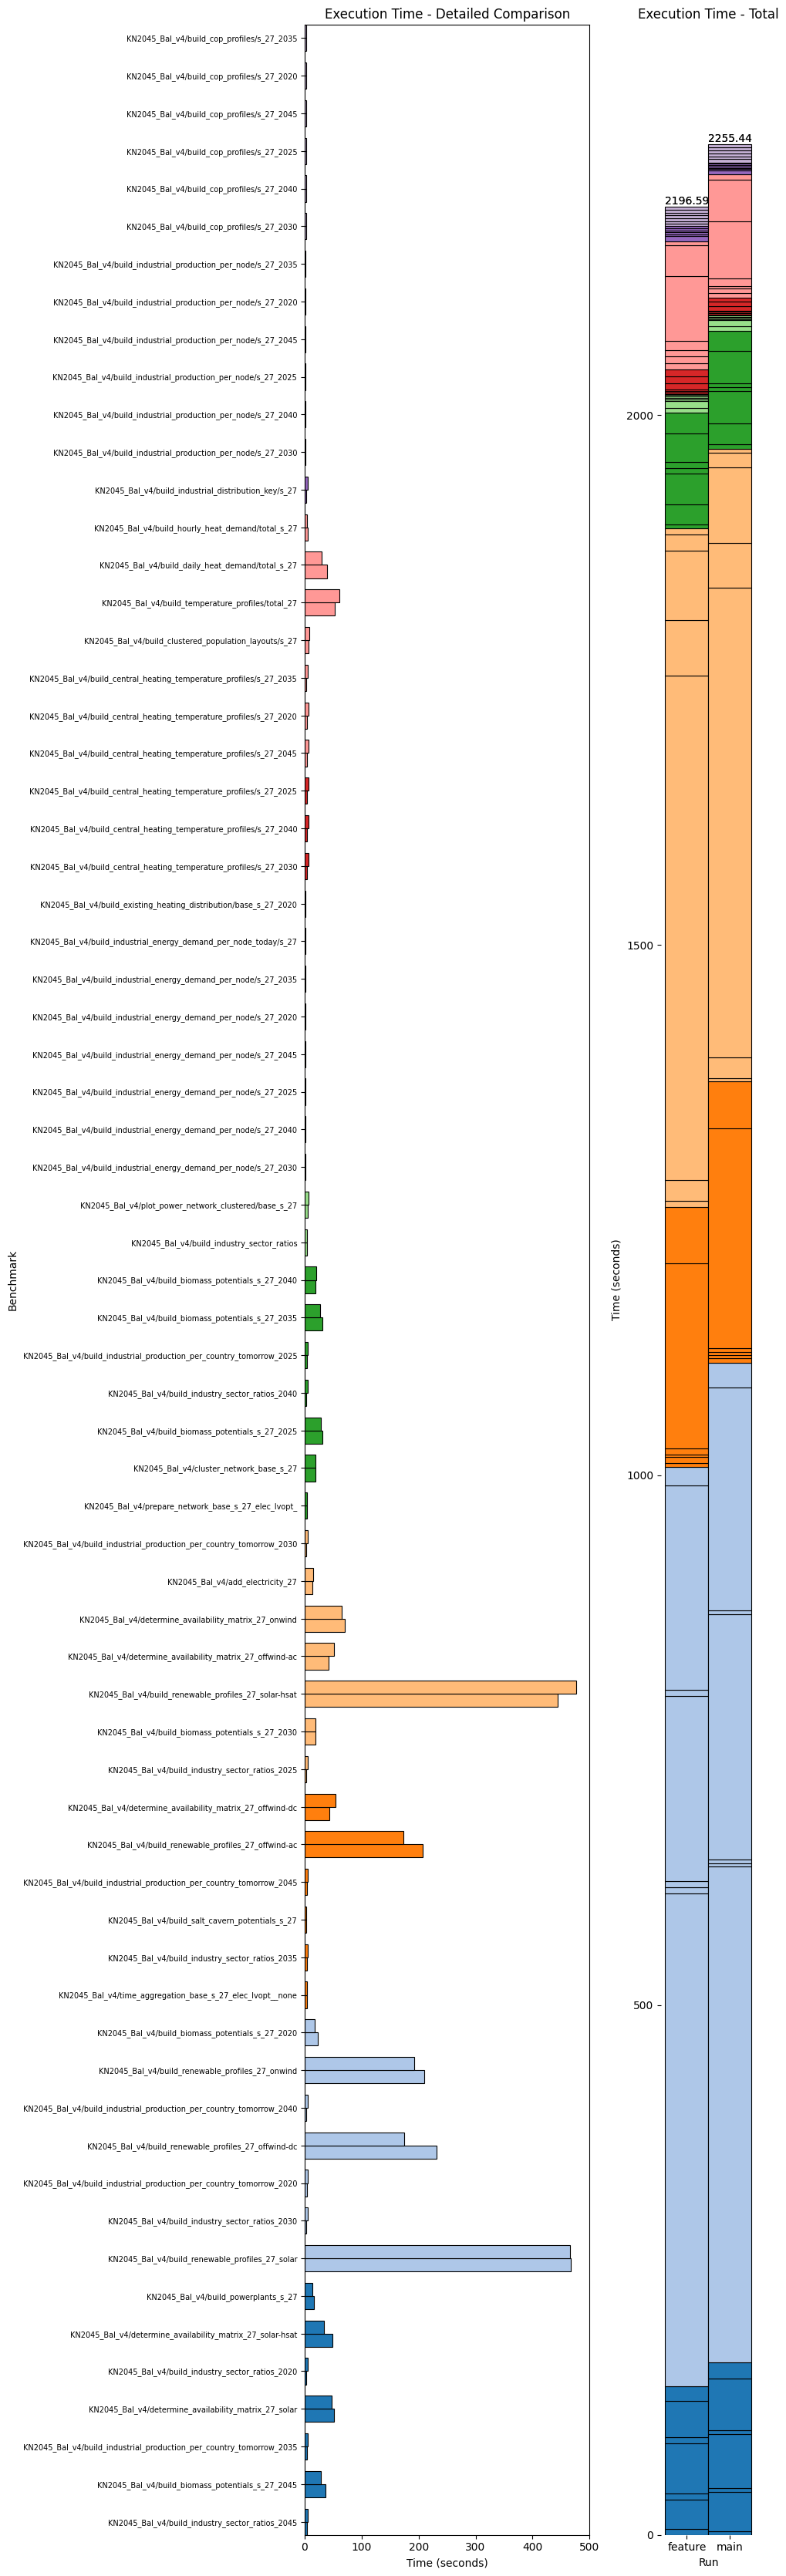 Execution Time - Detailed Comparison
Execution Time - Total
KN2045_Bal_v4/build_cop_profiles/s_27_2035
KN2045_Bal_v4/build_cop_profiles/s_27_2020
KN2045_Bal_v4/build_cop_profiles/s_27_2045
KN2045_Bal_v4/build_cop_profiles/s_27_2025
KN2045_Bal_v4/build_cop_profiles/s_27_2040
KN2045_Bal_v4/build_cop_profiles/s_27_2030
KN2045_Bal_v4/build_industrial_production_per_node/s_27_2035
KN2045_Bal_v4/build_industrial_production_per_node/s_27_2020
KN2045_Bal_v4/build_industrial_production_per_node/s_27_2045
KN2045_Bal_v4/build_industrial_production_per_node/s_27_2025
KN2045_Bal_v4/build_industrial_production_per_node/s_27_2040
KN2045_Bal_v4/build_industrial_production_per_node/s_27_2030
KN2045_Bal_v4/build_industrial_distribution_key/s_27
KN2045_Bal_v4/build_hourly_heat_demand/total_s_27
KN2045_Bal_v4/build_daily_heat_demand/total_s_27
KN2045_Bal_v4/build_temperature_profiles/total_27
KN2045_Bal_v4/build_clustered_population_layouts/s_27
KN2045_Bal_v4/build_central_heating_temperature_profiles/s_27_2035
KN2045_Bal_v4/build_central_heating_temperature_profiles/s_27_2020
KN2045_Bal_v4/build_central_heating_temperature_profiles/s_27_2045
KN2045_Bal_v4/build_central_heating_temperature_profiles/s_27_2025
KN2045_Bal_v4/build_central_heating_temperature_profiles/s_27_2040
KN2045_Bal_v4/build_central_heating_temperature_profiles/s_27_2030
KN2045_Bal_v4/build_existing_heating_distribution/base_s_27_2020
KN2045_Bal_v4/build_industrial_energy_demand_per_node_today/s_27
KN2045_Bal_v4/build_industrial_energy_demand_per_node/s_27_2035
KN2045_Bal_v4/build_industrial_energy_demand_per_node/s_27_2020
KN2045_Bal_v4/build_industrial_energy_demand_per_node/s_27_2045
KN2045_Bal_v4/build_industrial_energy_demand_per_node/s_27_2025
KN2045_Bal_v4/build_industrial_energy_demand_per_node/s_27_2040
KN2045_Bal_v4/build_industrial_energy_demand_per_node/s_27_2030
KN2045_Bal_v4/plot_power_network_clustered/base_s_27
KN2045_Bal_v4/build_industry_sector_ratios
KN2045_Bal_v4/build_biomass_potentials_s_27_2040
KN2045_Bal_v4/build_biomass_potentials_s_27_2035
KN2045_Bal_v4/build_industrial_production_per_country_tomorrow_2025
KN2045_Bal_v4/build_industry_sector_ratios_2040
KN2045_Bal_v4/build_biomass_potentials_s_27_2025
KN2045_Bal_v4/cluster_network_base_s_27
KN2045_Bal_v4/prepare_network_base_s_27_elec_lvopt_
KN2045_Bal_v4/build_industrial_production_per_country_tomorrow_2030
KN2045_Bal_v4/add_electricity_27
KN2045_Bal_v4/determine_availability_matrix_27_onwind
KN2045_Bal_v4/determine_availability_matrix_27_offwind-ac
KN2045_Bal_v4/build_renewable_profiles_27_solar-hsat
KN2045_Bal_v4/build_biomass_potentials_s_27_2030
KN2045_Bal_v4/build_industry_sector_ratios_2025
KN2045_Bal_v4/determine_availability_matrix_27_offwind-dc
KN2045_Bal_v4/build_renewable_profiles_27_offwind-ac
KN2045_Bal_v4/build_industrial_production_per_country_tomorrow_2045
KN2045_Bal_v4/build_salt_cavern_potentials_s_27
KN2045_Bal_v4/build_industry_sector_ratios_2035
KN2045_Bal_v4/time_aggregation_base_s_27_elec_lvopt__none
KN2045_Bal_v4/build_biomass_potentials_s_27_2020
KN2045_Bal_v4/build_renewable_profiles_27_onwind
KN2045_Bal_v4/build_industrial_production_per_country_tomorrow_2040
KN2045_Bal_v4/build_renewable_profiles_27_offwind-dc
KN2045_Bal_v4/build_industrial_production_per_country_tomorrow_2020
KN2045_Bal_v4/build_industry_sector_ratios_2030
KN2045_Bal_v4/build_renewable_profiles_27_solar
KN2045_Bal_v4/build_powerplants_s_27
KN2045_Bal_v4/determine_availability_matrix_27_solar-hsat
KN2045_Bal_v4/build_industry_sector_ratios_2020
KN2045_Bal_v4/determine_availability_matrix_27_solar
KN2045_Bal_v4/build_industrial_production_per_country_tomorrow_2035
KN2045_Bal_v4/build_biomass_potentials_s_27_2045
KN2045_Bal_v4/build_industry_sector_ratios_2045
Benchmark
0 100 200 300 400 500
Time (seconds)
2255.44
2196.59
2000
1500
1000
500
0
Time (seconds)
feature main
Run